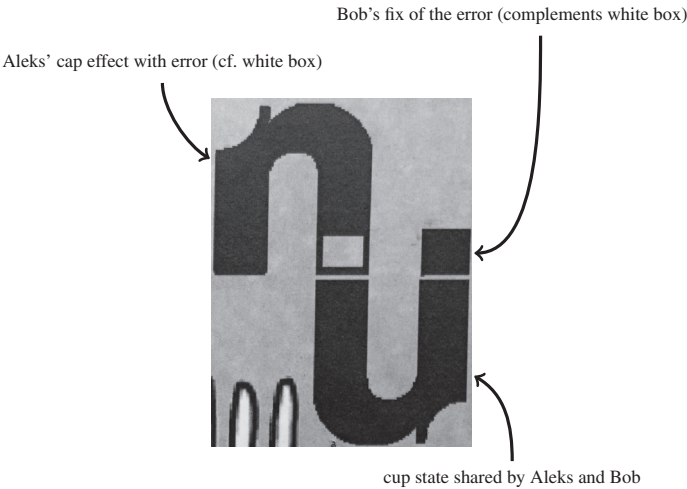 Bob’s fix of the error (complements white box)
Aleks’ cap effect with error (cf. white box)
cup state shared by Aleks and Bob